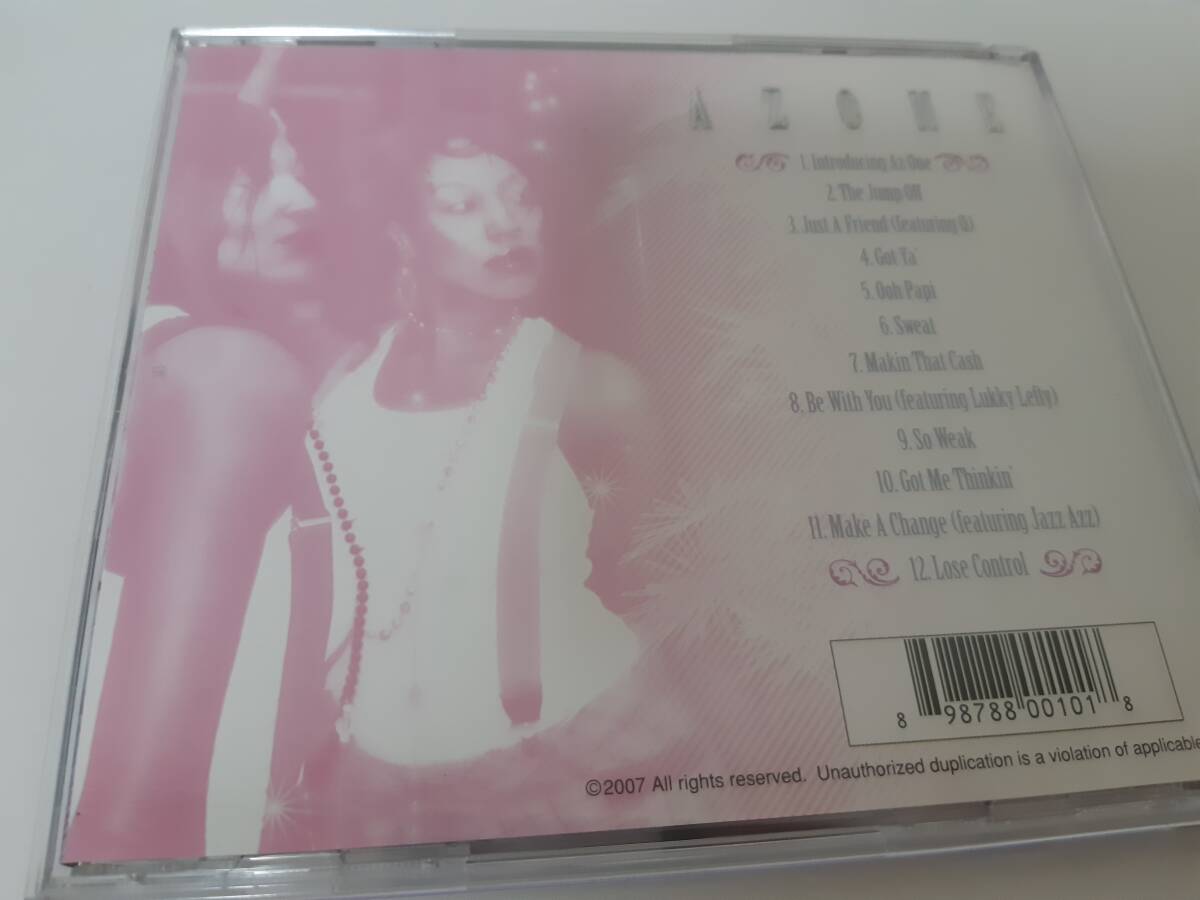 AZONE
1. Introducing Az One
2. The Jump Off
3. Just A Friend (featuring Q)
4. Got Ya'
5. Ooh Papi
6. Sweat
7. Makin That Cash
8. Be With You (featuring Lukky Lefty)
9. So Weak
10. Got Me Thinkin'
11. Make A Change (featuring Jazz Azz)
12. Lose Control
8 98788 00101 8
©2007 All rights reserved. Unauthorized duplication is a violation of applicable